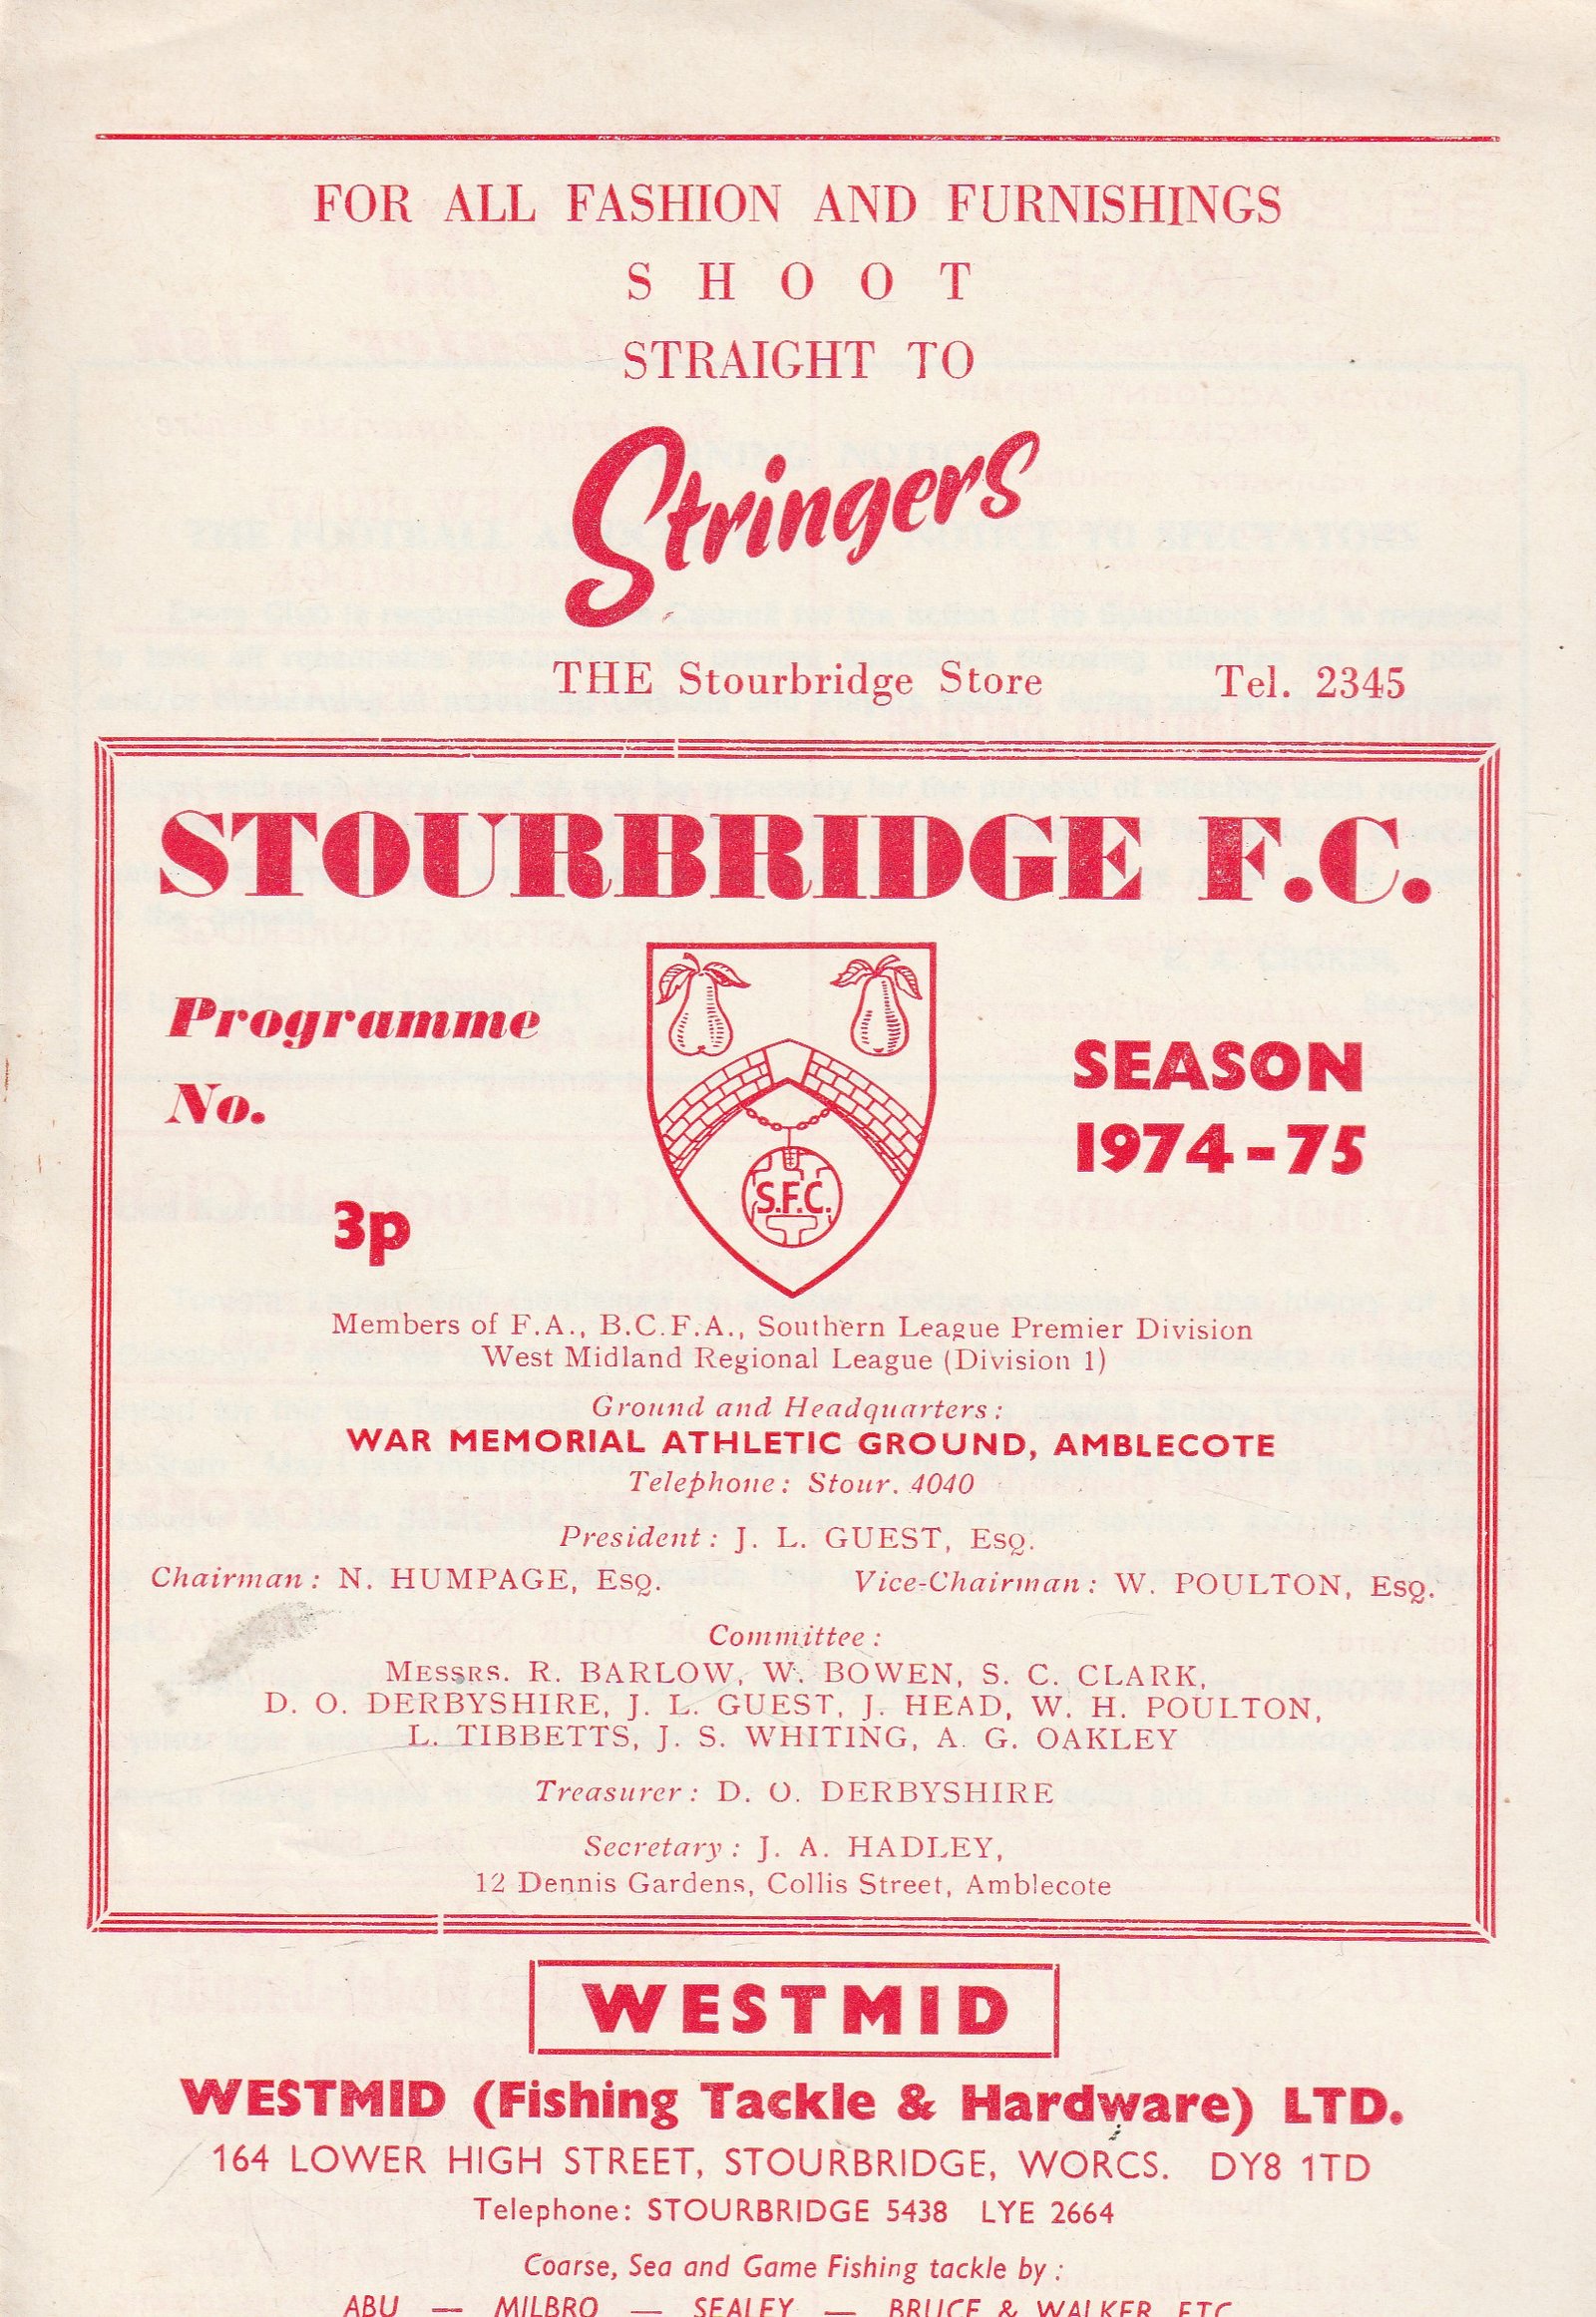 FOR ALL FASHION AND FURNISHINGS
SHOOT
STRAIGHT TO
Stringers
THE Stourbridge Store Tel. 2345
STOURBRIDGE F.C.
Programme
No.
3p
S.F.C.
SEASON
1974-75
Members of F.A., B.C.F.A., Southern League Premier Division
West Midland Regional League (Division 1)
Ground and Headquarters:
WAR MEMORIAL ATHLETIC GROUND, AMBLECOTE
Telephone: Stour. 4040
President: J. L. GUEST, Esq.
Chairman: N. HUMPAGE, Esq. Vice-Chairman: W. POULTON, Esq.
Committee:
Messrs. R. BARLOW, W. BOWEN, S. C. CLARK,
D. O. DERBYSHIRE, J. L. GUEST, J. HEAD, W. H. POULTON,
L. TIBBETTS, J. S. WHITING, A. G. OAKLEY
Treasurer: D. O. DERBYSHIRE
Secretary: J. A. HADLEY,
12 Dennis Gardens, Collis Street, Amblecote
WESTMID
WESTMID (Fishing Tackle & Hardware) LTD.
164 LOWER HIGH STREET, STOURBRIDGE, WORCS. DY8 1TD
Telephone: STOURBRIDGE 5438 LYE 2664
Coarse, Sea and Game Fishing tackle by:
ABU — MILBRO — SEALEY — BRUCE & WALKER, ETC.